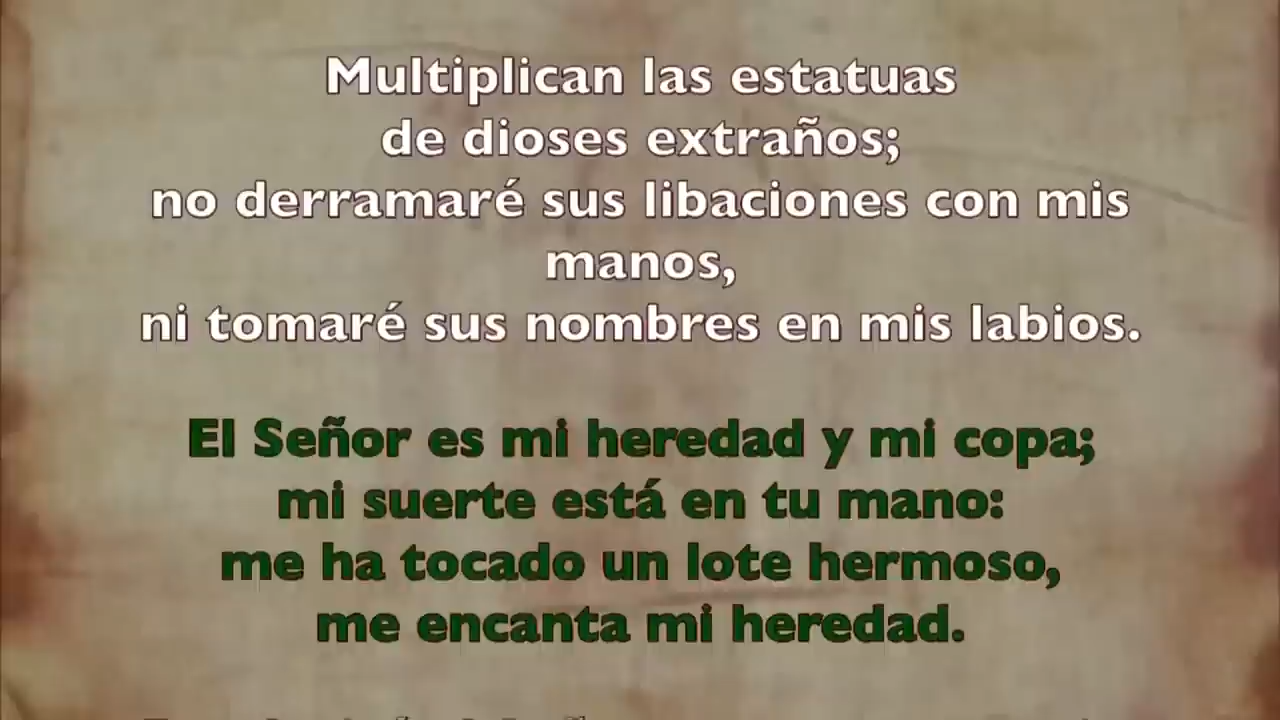 Multiplican las estatuas
de dioses extraños;
no derramaré sus libaciones con mis
manos,
ni tomaré sus nombres en mis labios.
El Señor es mi heredad y mi copa;
mi suerte está en tu mano:
me ha tocado un lote hermoso,
me encanta mi heredad.